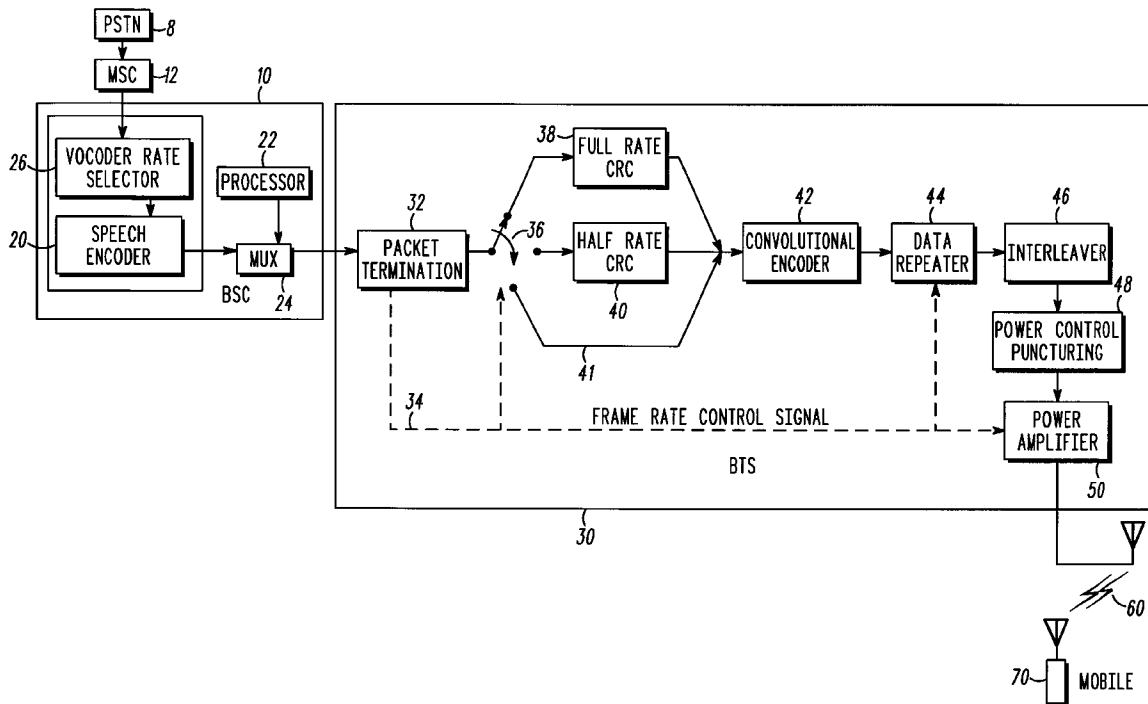 PSTN
8
MSC
12
10
26
VOCODER RATE
SELECTOR
22
PROCESSOR
20
SPEECH
ENCODER
MUX
24
BSC
32
PACKET
TERMINATION
36
38
FULL RATE
CRC
HALF RATE
CRC
40
41
42
CONVOLUTIONAL
ENCODER
44
DATA
REPEATER
46
INTERLEAVER
48
POWER CONTROL
PUNCTURING
34
FRAME RATE CONTROL SIGNAL
POWER
AMPLIFIER
50
BTS
30
60
70
MOBILE